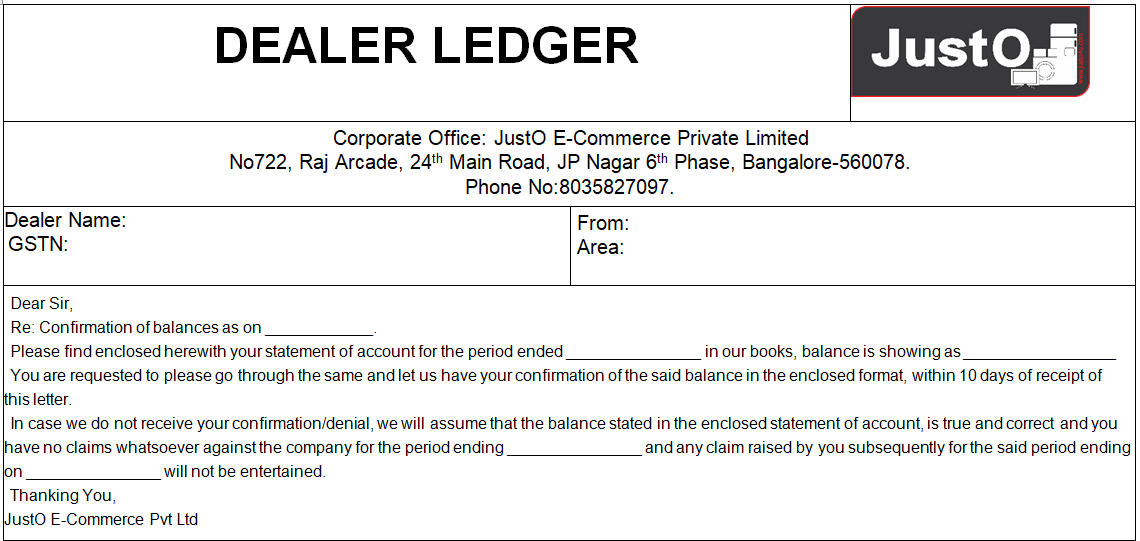 DEALER LEDGER
JustO
Corporate Office: JustO E-Commerce Private Limited
No722, Raj Arcade, 24th Main Road, JP Nagar 6th Phase, Bangalore-560078.
Phone No:8035827097.
Dealer Name:
GSTN:
From:
Area:
Dear Sir,
Re: Confirmation of balances as on ____________.
Please find enclosed herewith your statement of account for the period ended _______________ in our books, balance is showing as _________________
You are requested to please go through the same and let us have your confirmation of the said balance in the enclosed format, within 10 days of receipt of
this letter.
In case we do not receive your confirmation/denial, we will assume that the balance stated in the enclosed statement of account, is true and correct and you
have no claims whatsoever against the company for the period ending _______________ and any claim raised by you subsequently for the said period ending
on _______________ will not be entertained.
Thanking You,
JustO E-Commerce Pvt Ltd